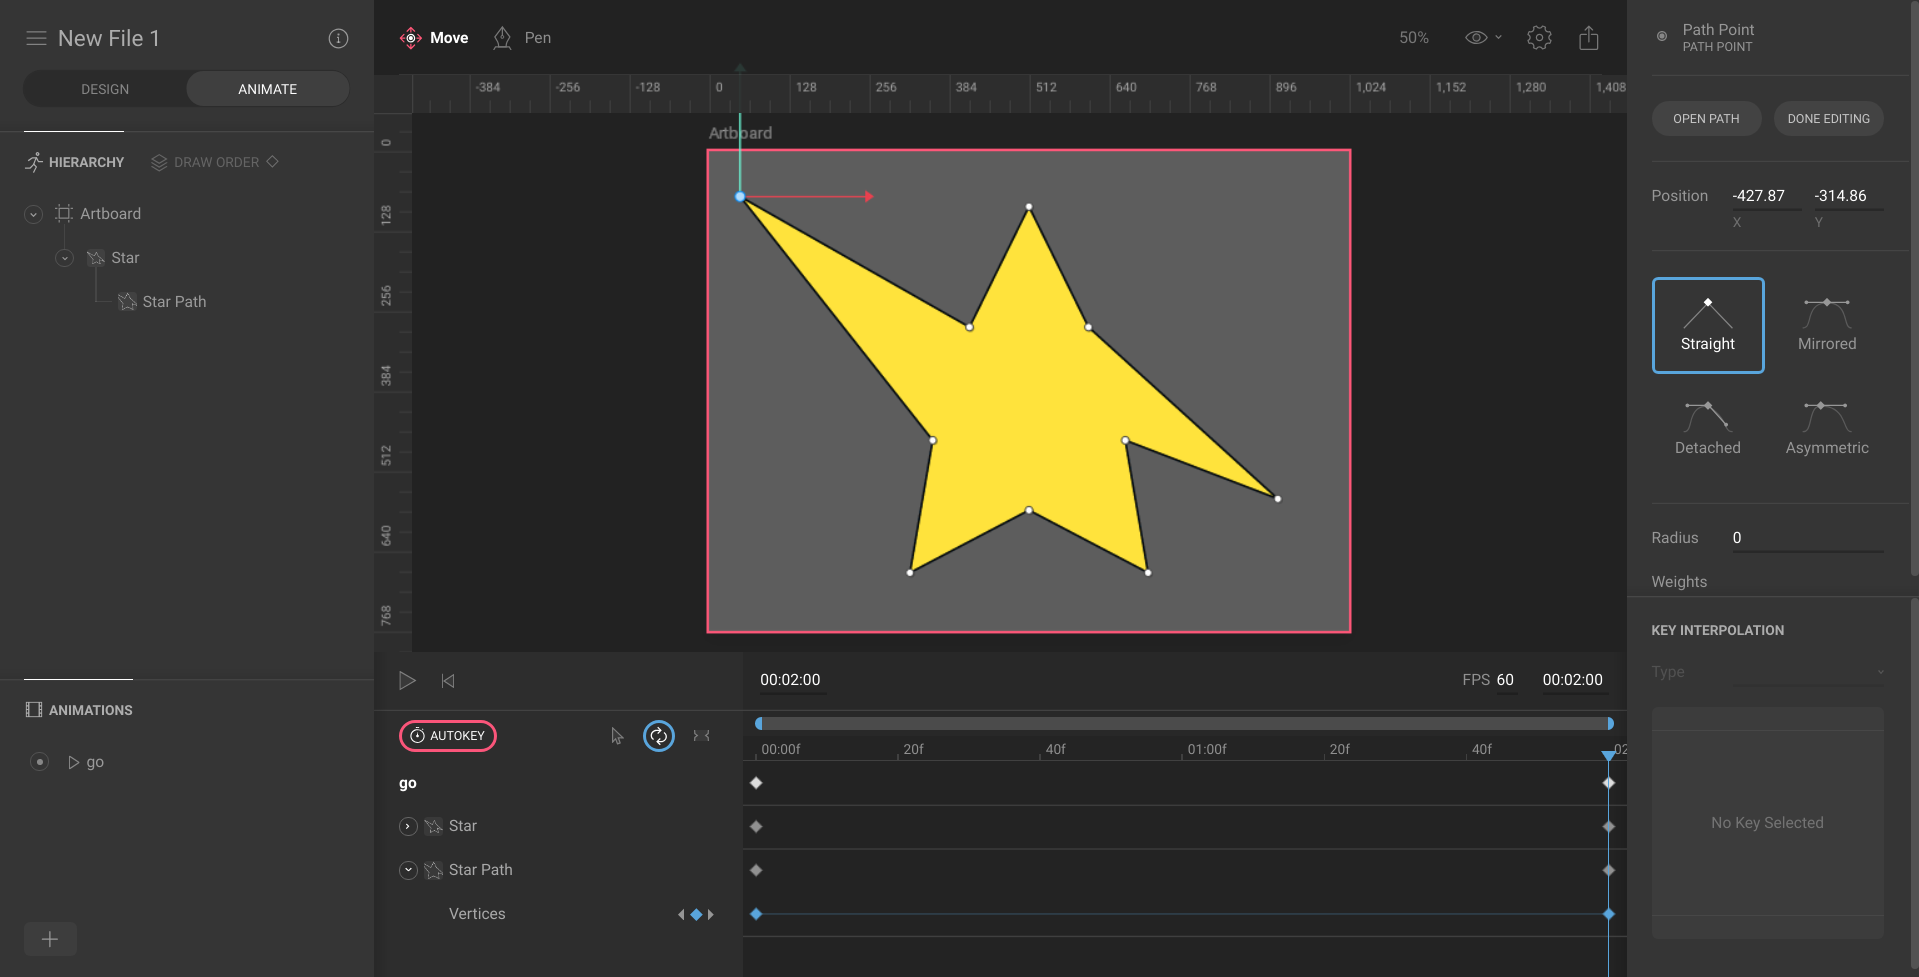 New File 1
DESIGN
ANIMATE
HIERARCHY
DRAW ORDER
Artboard
Star
Star Path
ANIMATIONS
go
Move
Pen
50%
-384
-256
-128
0
128
256
384
512
640
768
896
1,024
1,152
1,280
1,408
0
128
256
384
512
640
768
Artboard
00:02:00
FPS 60
00:02:00
AUTOKEY
00:00f
20f
40f
01:00f
20f
40f
02
go
Star
Star Path
Vertices
Path Point
PATH POINT
OPEN PATH
DONE EDITING
Position
-427.87
-314.86
X
Y
Straight
Mirrored
Detached
Asymmetric
Radius
0
Weights
KEY INTERPOLATION
Type
No Key Selected